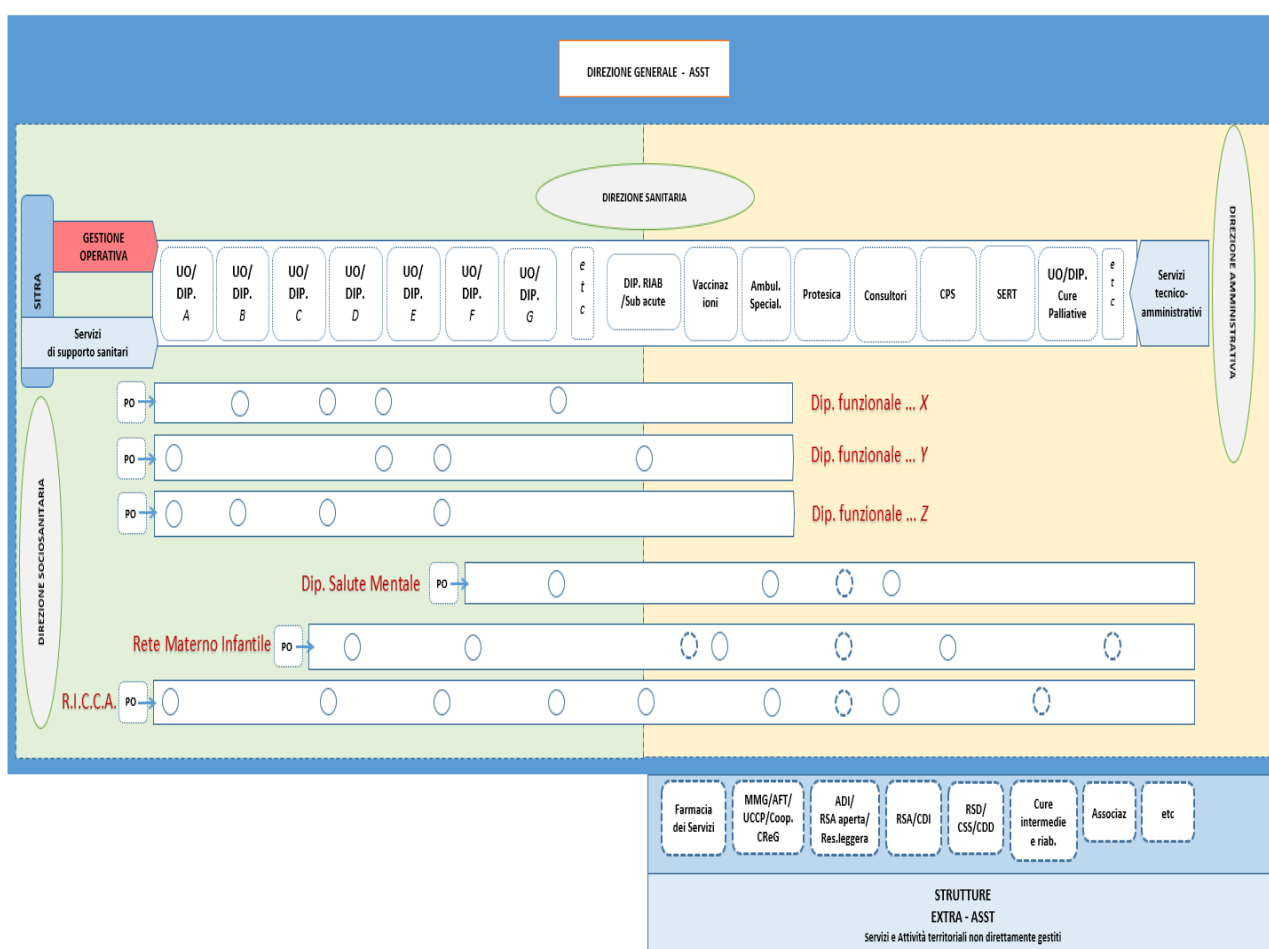 DIREZIONE GENERALE - ASST
DIREZIONE SANITARIA
DIREZIONE AMMINISTRATIVA
SITRA
GESTIONE
OPERATIVA
Servizi
di supporto sanitari
UO/
DIP.
A
UO/
DIP.
B
UO/
DIP.
C
UO/
DIP.
D
UO/
DIP.
E
UO/
DIP.
F
UO/
DIP.
G
e
t
c
DIP. RIAB
/Sub acute
Vaccinaz
ioni
Ambul.
Special.
Protesica
Consultori
CPS
SERT
UO/DIP.
Cure
Palliative
e
t
c
Servizi
tecnico-
amministrativi
DIREZIONE SOCIOSANITARIA
PO
Dip. funzionale ... X
PO
Dip. funzionale ... Y
PO
Dip. funzionale ... Z
Dip. Salute Mentale
PO
Rete Materno Infantile
PO
R.I.C.C.A.
PO
Farmacia
dei Servizi
MMG/AFT/
UCCP/Coop.
CReG
ADI/
RSA aperta/
Res.leggera
RSA/CDI
RSD/
CSS/CDD
Cure
intermedie
e riab.
Associaz
etc
STRUTTURE
EXTRA - ASST
Servizi e Attività territoriali non direttamente gestiti